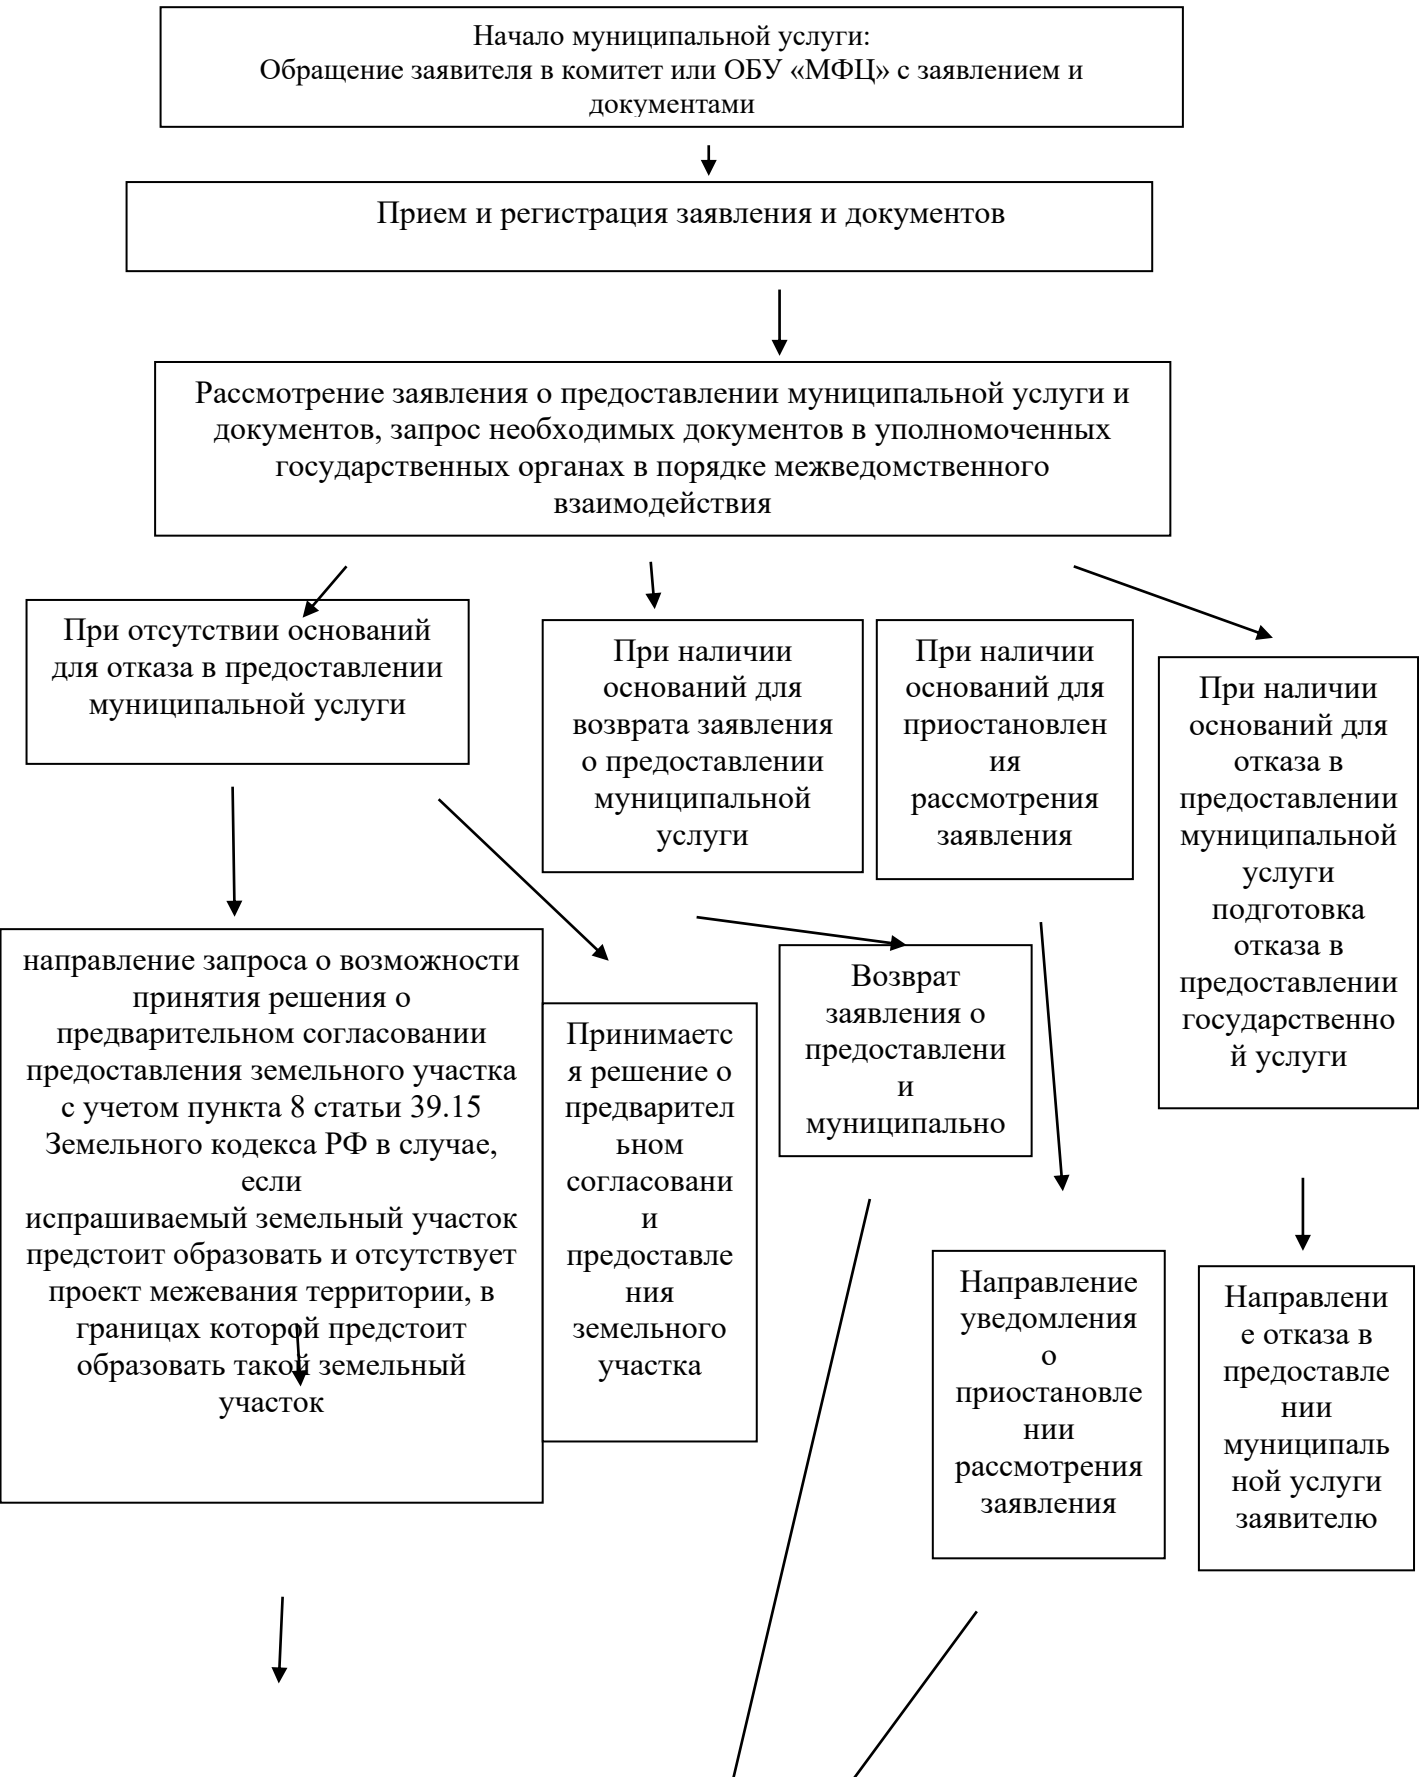 Начало муниципальной услуги:
Обращение заявителя в комитет или ОБУ «МФЦ» с заявлением и
документами
Прием и регистрация заявления и документов
Рассмотрение заявления о предоставлении муниципальной услуги и
документов, запрос необходимых документов в уполномоченных
государственных органах в порядке межведомственного
взаимодействия
При отсутствии оснований
для отказа в предоставлении
муниципальной услуги
При наличии
оснований для
возврата заявления
о предоставлении
муниципальной
услуги
При наличии
оснований для
приостановлен
ия
рассмотрения
заявления
При наличии
оснований для
отказа в
предоставлении
муниципальной
услуги
подготовка
отказа в
предоставлении
государственно
й услуги
направление запроса о возможности
принятия решения о
предварительном согласовании
предоставления земельного участка
с учетом пункта 8 статьи 39.15
Земельного кодекса РФ в случае,
если
испрашиваемый земельный участок
предстоит образовать и отсутствует
проект межевания территории, в
границах которой предстоит
образовать такой земельный
участок
Принимаетс
я решение о
предварител
ьном
согласовани
и
предоставле
ния
земельного
участка
Возврат
заявления о
предоставлени
и
муниципально
Направление
уведомления
о
приостановле
нии
рассмотрения
заявления
Направлени
е отказа в
предоставле
нии
муниципаль
ной услуги
заявителю